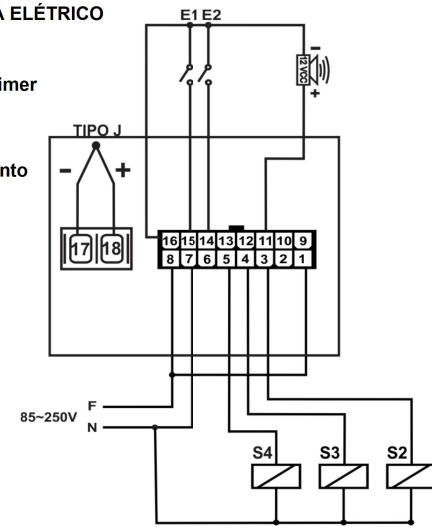 A ELÉTRICO
E1 E2
imer
12 VCC
-
+
TIPO J
- +
nto
17 18
16 15 14 13 12 11 10 9
8 7 6 5 4 3 2 1
F
85~250V
N
S4 S3 S2